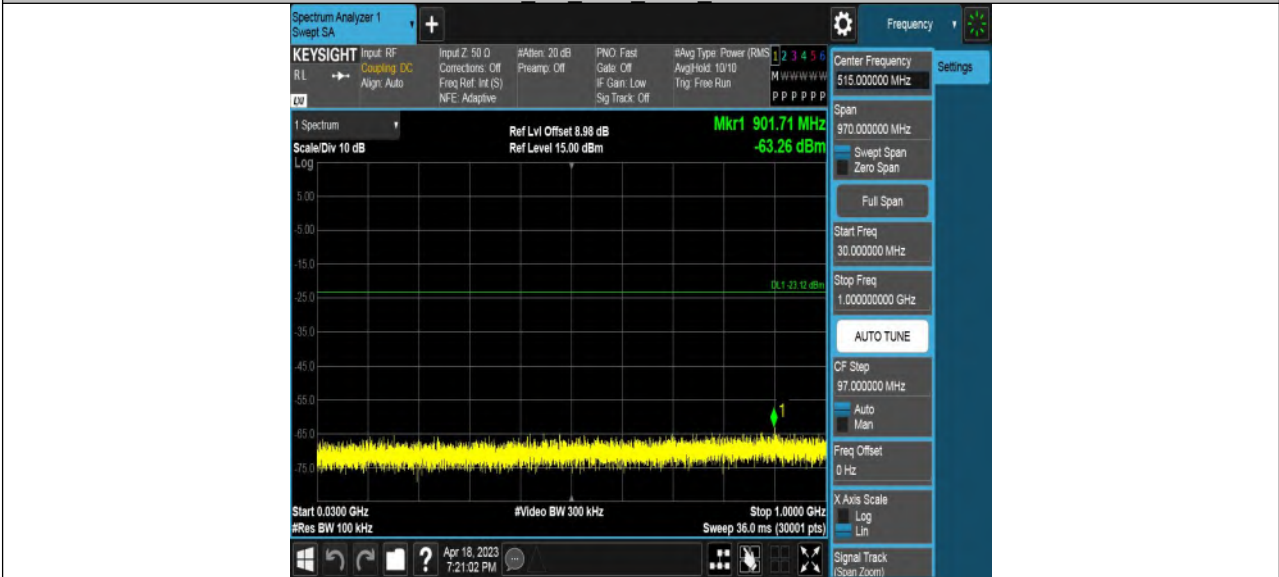 Spectrum Analyzer 1
Swept SA
Frequency
KEYSIGHT
RL
LXI
Input: RF
Coupling: DC
Align: Auto
Input Z: 50 Ω
Corrections: Off
Freq Ref: Int (S)
NFE: Adaptive
#Atten: 20 dB
Preamp: Off
PNO: Fast
Gate: Off
IF Gain: Low
Sig Track: Off
#Avg Type: Power (RMS
Avg|Hold: 10/10
Trig: Free Run
1 2 3 4 5 6
M W W W W W
P P P P P P
1 Spectrum
Scale/Div 10 dB
Ref Lvl Offset 8.98 dB
Ref Level 15.00 dBm
Mkr1 901.71 MHz
-63.26 dBm
Log
5.00
-5.00
-15.0
DL1 -23.12 dBm
-25.0
-35.0
-45.0
-55.0
1
-65.0
-75.0
Start 0.0300 GHz
#Res BW 100 kHz
#Video BW 300 kHz
Stop 1.0000 GHz
Sweep 36.0 ms (30001 pts)
?
Apr 18, 2023
7:21:02 PM
Center Frequency
515.000000 MHz
Settings
Span
970.000000 MHz
Swept Span
Zero Span
Full Span
Start Freq
30.000000 MHz
Stop Freq
1.000000000 GHz
AUTO TUNE
CF Step
97.000000 MHz
Auto
Man
Freq Offset
0 Hz
X Axis Scale
Log
Lin
Signal Track
(Span Zoom)